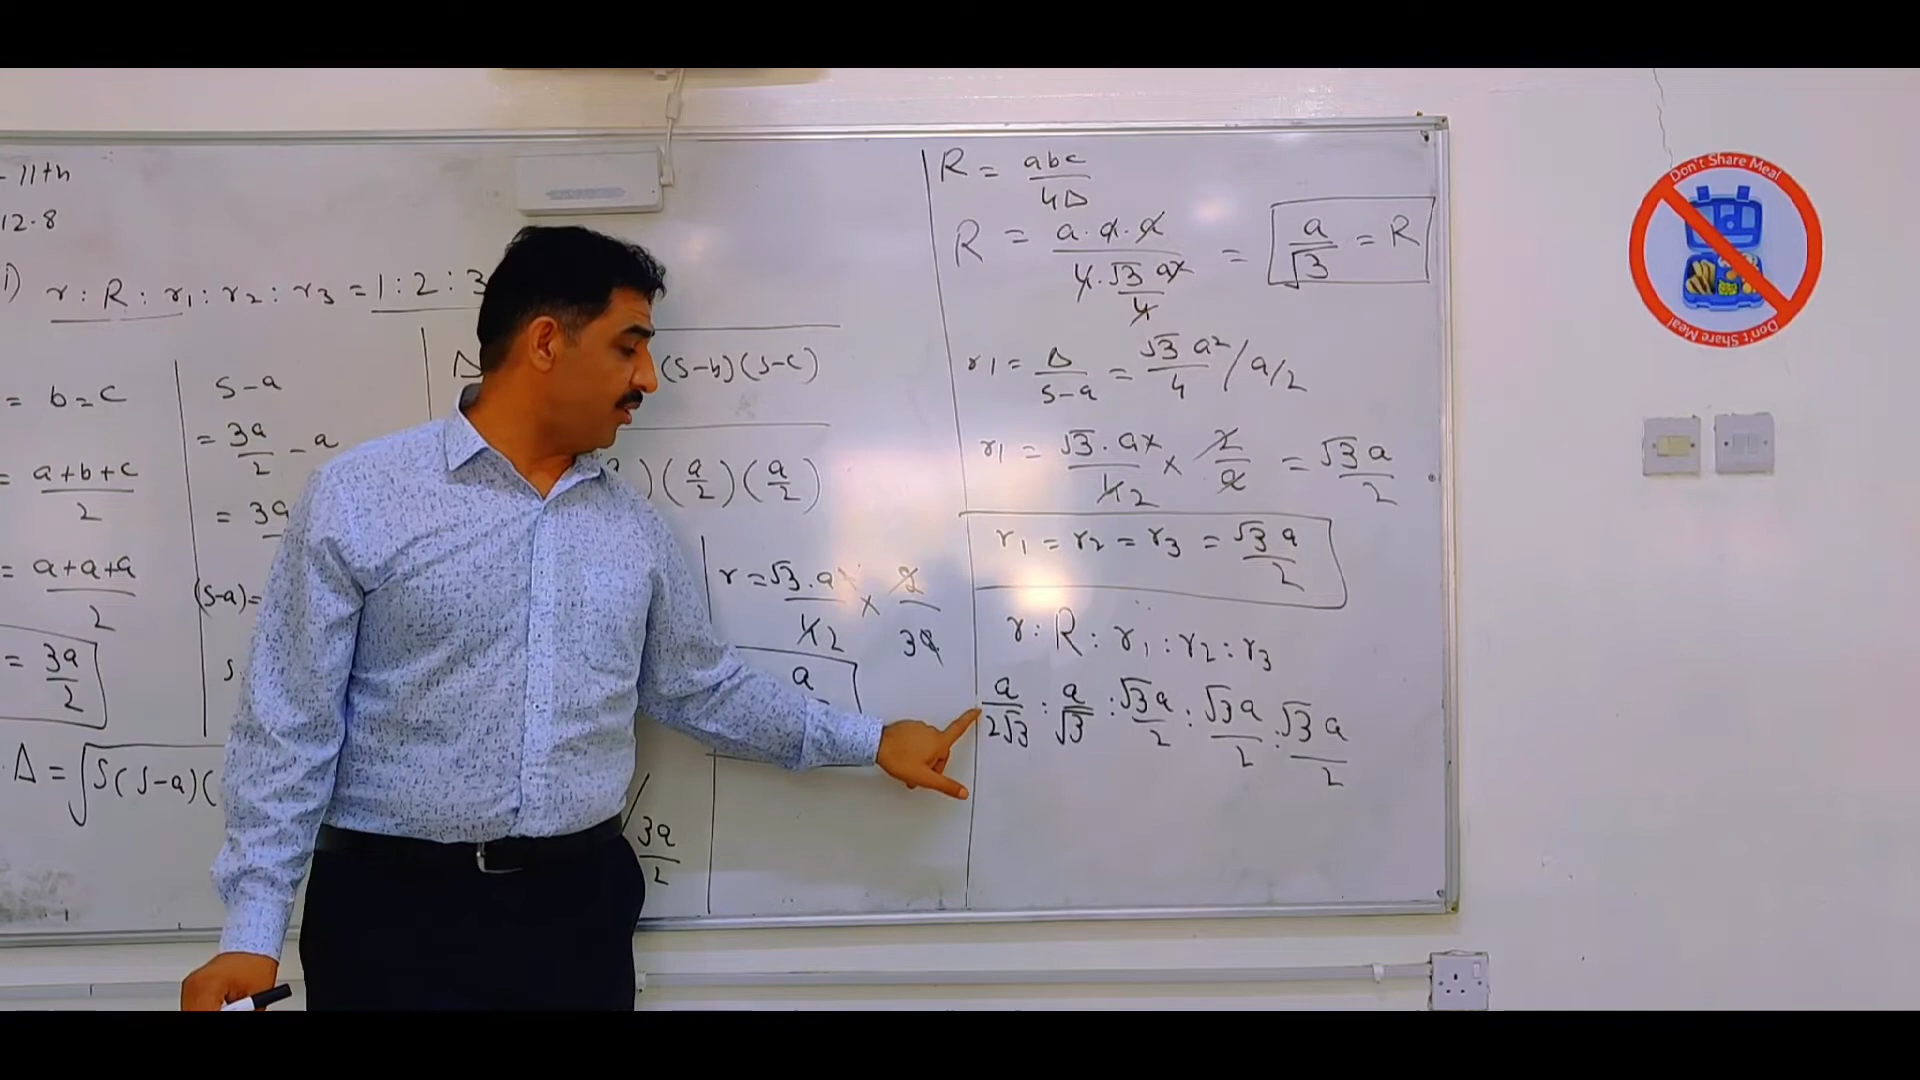 - 11th
12.8
i) r : R : r₁ : r₂ : r₃ = 1 : 2 : 3
= b = c
= a+b+c / 2
= a+a+a / 2
= 3a/2
Δ = √S(S-a)(
S-a
= 3a/2 - a
= 3a
(S-a) =
S.
Δ
(S-b)(S-c)
)(a/2)(a/2)
/ 3a/2
r = √3.a² / 4 2 × 2 / 3a
a
R = abc / 4Δ
R = a.a.a / 4.√3 a² / 4 = a/√3 = R
r₁ = Δ / S-a = √3 a² / 4 / a/2
r₁ = √3.a² / 4 2 × 2 / a = √3 a / 2
r₁ = r₂ = r₃ = √3 a / 2
r : R : r₁ : r₂ : r₃
a / 2√3 : a / √3 : √3 a / 2 : √3 a / 2 : √3 a / 2
Don't Share Meal
Don't Share Meal